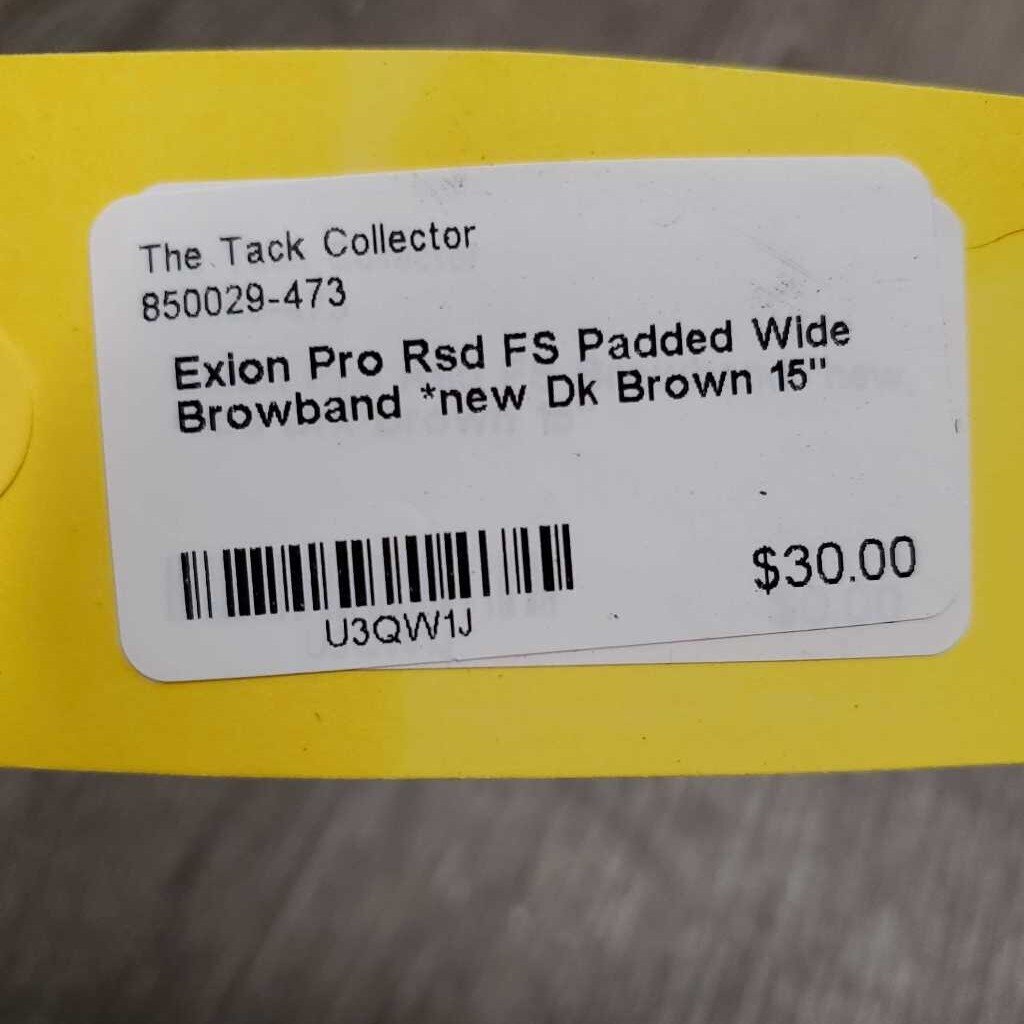 The Tack Collector
850029-473
Exion Pro Rsd FS Padded Wide
Browband *new Dk Brown 15"
$30.00
U3QW1J